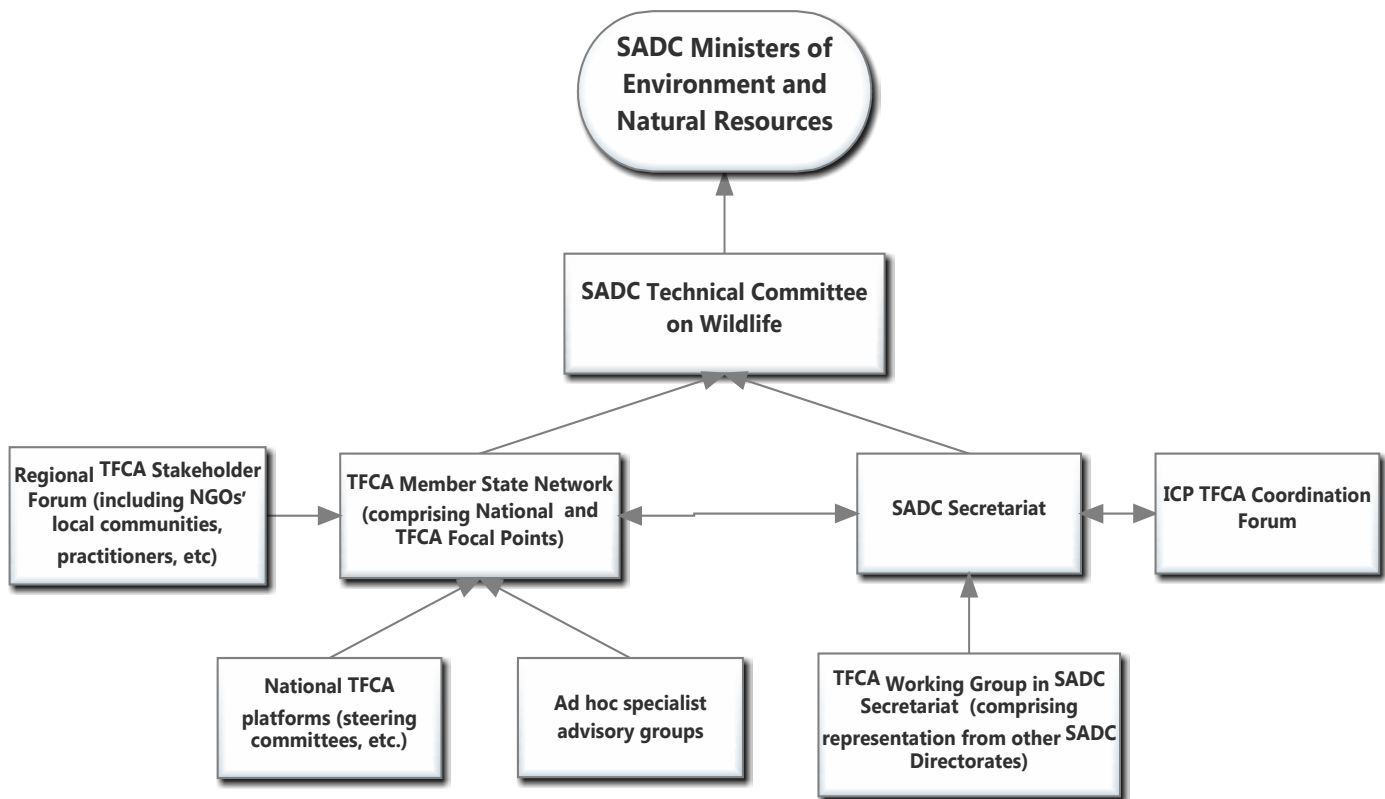 SADC Ministers of
Environment and
Natural Resources
SADC Technical Committee
on Wildlife
Regional TFCA Stakeholder
Forum (including NGOs'
local communities,
practitioners, etc)
TFCA Member State Network
(comprising National and
TFCA Focal Points)
SADC Secretariat
ICP TFCA Coordination
Forum
National TFCA
platforms (steering
committees, etc.)
Ad hoc specialist
advisory groups
TFCA Working Group in SADC
Secretariat (comprising
representation from other SADC
Directorates)